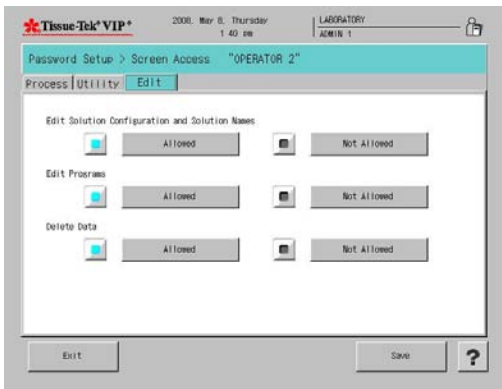 Tissue-Tek® VIP®
2008. May 8. Thursday
1 40 pm
LABORATORY
ADMIN 1
Password Setup > Screen Access "OPERATOR 2"
Process Utility Edit
Edit Solution Configuration and Solution Names
Allowed Not Allowed
Edit Programs
Allowed Not Allowed
Delete Data
Allowed Not Allowed
Exit Save ?